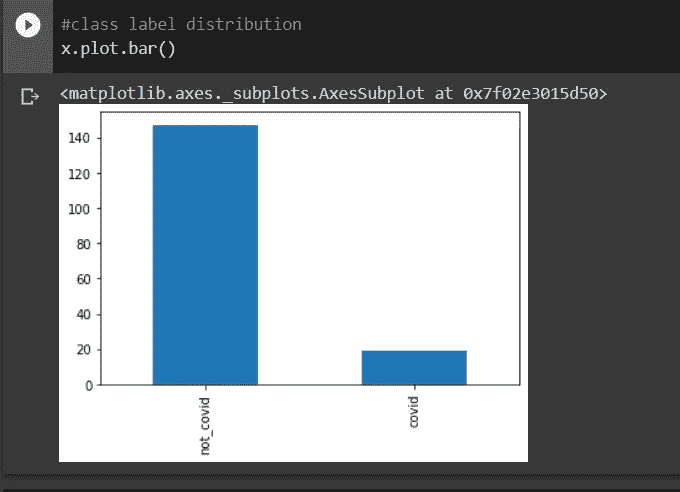 #class label distribution
x.plot.bar()
<matplotlib.axes._subplots.AxesSubplot at 0x7f02e3015d50>
140
120
100
80
60
40
20
0
not_covid
covid